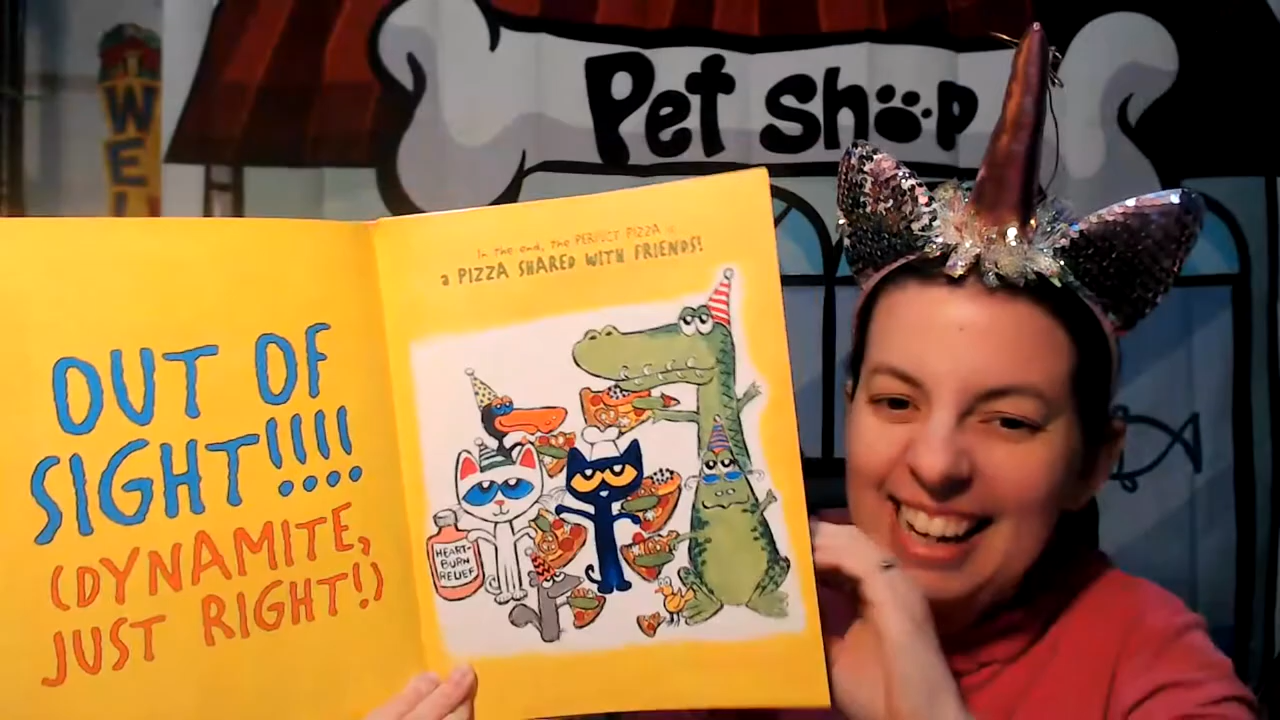 Pet Shop
WEL
In the end, the PERFECT PIZZA is
a PIZZA SHARED WITH FRIENDS!
OUT OF
SIGHT!!!!
(DYNAMITE,
JUST RIGHT!)
HEART-
BURN
RELIEF